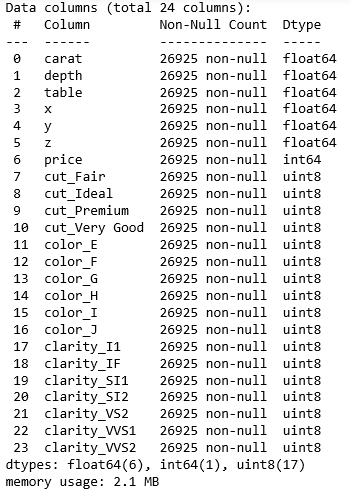 Data columns (total 24 columns):
 #   Column         Non-Null Count  Dtype
---  ------         --------------  -----
 0   carat          26925 non-null  float64
 1   depth          26925 non-null  float64
 2   table          26925 non-null  float64
 3   x              26925 non-null  float64
 4   y              26925 non-null  float64
 5   z              26925 non-null  float64
 6   price          26925 non-null  int64
 7   cut_Fair       26925 non-null  uint8
 8   cut_Ideal      26925 non-null  uint8
 9   cut_Premium    26925 non-null  uint8
 10  cut_Very Good  26925 non-null  uint8
 11  color_E        26925 non-null  uint8
 12  color_F        26925 non-null  uint8
 13  color_G        26925 non-null  uint8
 14  color_H        26925 non-null  uint8
 15  color_I        26925 non-null  uint8
 16  color_J        26925 non-null  uint8
 17  clarity_I1     26925 non-null  uint8
 18  clarity_IF     26925 non-null  uint8
 19  clarity_SI1    26925 non-null  uint8
 20  clarity_SI2    26925 non-null  uint8
 21  clarity_VS2    26925 non-null  uint8
 22  clarity_VVS1   26925 non-null  uint8
 23  clarity_VVS2   26925 non-null  uint8
dtypes: float64(6), int64(1), uint8(17)
memory usage: 2.1 MB